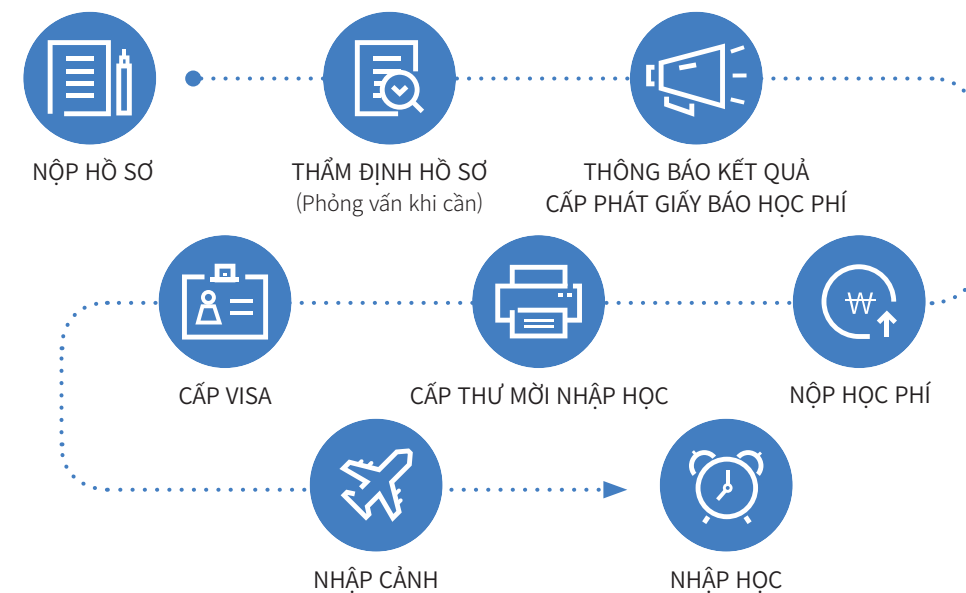 NỘP HỒ SƠ
THẨM ĐỊNH HỒ SƠ
(Phỏng vấn khi cần)
THÔNG BÁO KẾT QUẢ
CẤP PHÁT GIẤY BÁO HỌC PHÍ
₩
NỘP HỌC PHÍ
CẤP THƯ MỜI NHẬP HỌC
CẤP VISA
NHẬP CẢNH
NHẬP HỌC